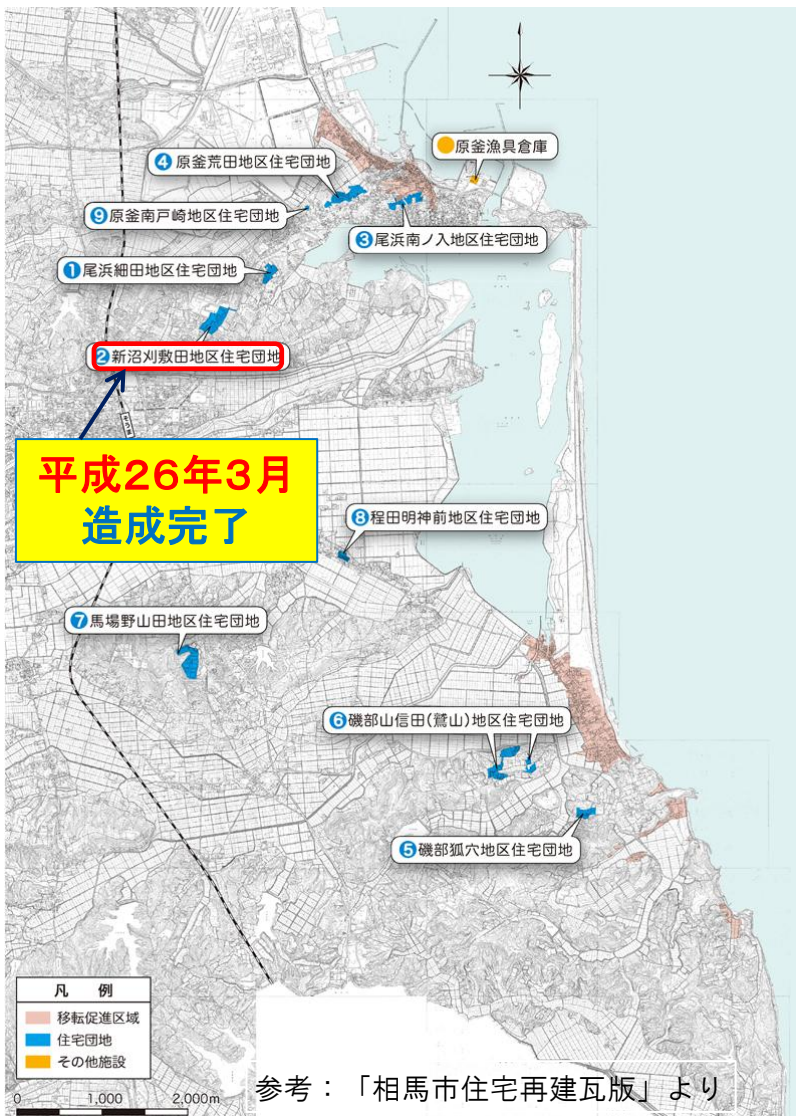 ④原釜荒田地区住宅団地
●原釜漁具倉庫
⑨原釜南戸崎地区住宅団地
③尾浜南ノ入地区住宅団地
①尾浜細田地区住宅団地
②新沼刈敷田地区住宅団地
平成26年3月
造成完了
⑧程田明神前地区住宅団地
⑦馬場野山田地区住宅団地
⑥磯部山信田(鷲山)地区住宅団地
⑤磯部狐穴地区住宅団地
凡 例
移転促進区域
住宅団地
その他施設
0 1,000 2,000m
参考：「相馬市住宅再建瓦版」より